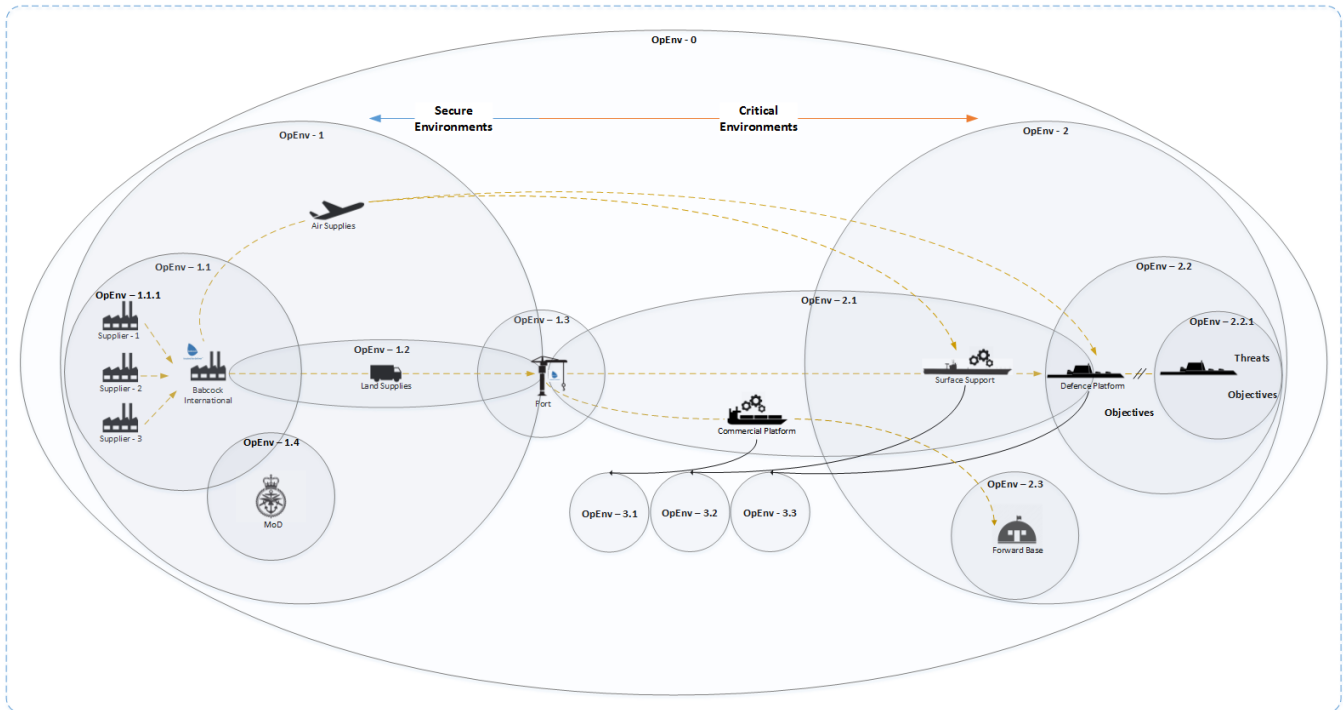 OpEnv - 0
Secure
Environments
Critical
Environments
OpEnv - 1
OpEnv - 2
Air Supplies
OpEnv – 1.1
OpEnv – 2.2
OpEnv – 1.1.1
OpEnv – 2.1
OpEnv – 1.3
OpEnv – 2.2.1
Supplier - 1
OpEnv – 1.2
Threats
Supplier - 2
Babcock
International
Land Supplies
Port
Surface Support
Defence Platform
Objectives
Objectives
Supplier - 3
Commercial Platform
OpEnv – 1.4
OpEnv – 2.3
OpEnv – 3.1
OpEnv – 3.2
OpEnv - 3.3
MoD
Forward Base